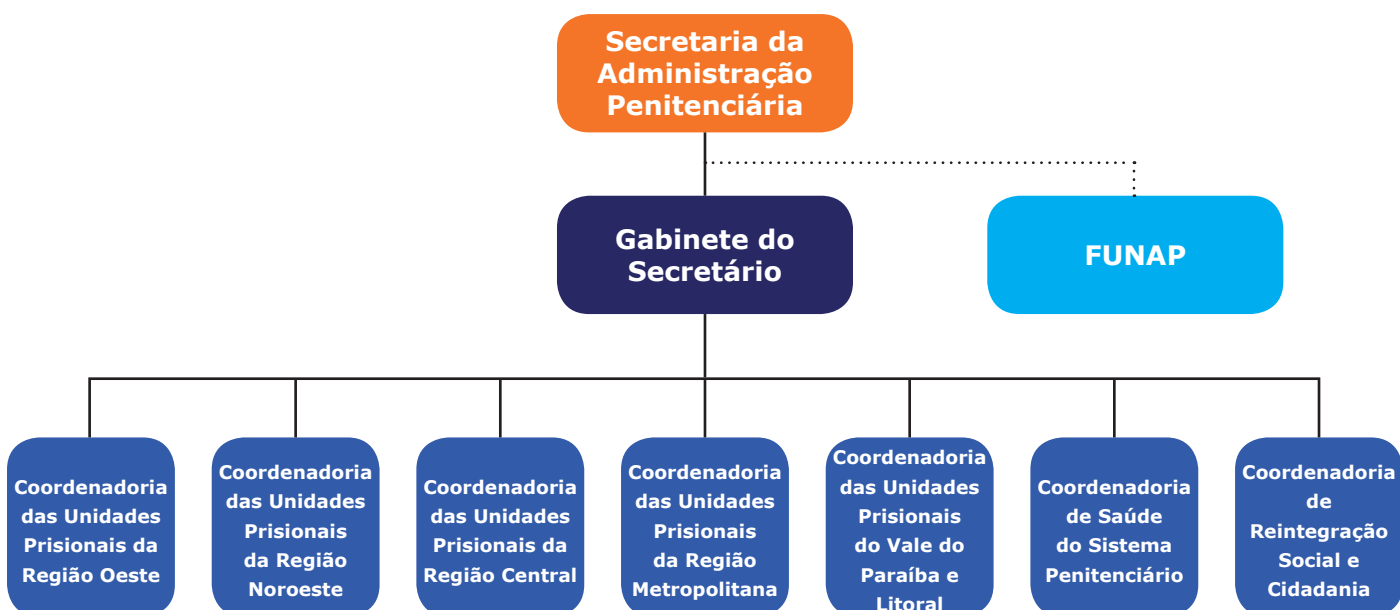 Secretaria da
Administração
Penitenciária
Gabinete do
Secretário
FUNAP
Coordenadoria
das Unidades
Prisionais da
Região Oeste
Coordenadoria
das Unidades
Prisionais
da Região
Noroeste
Coordenadoria
das Unidades
Prisionais da
Região Central
Coordenadoria
das Unidades
Prisionais
da Região
Metropolitana
Coordenadoria
das Unidades
Prisionais
do Vale do
Paraíba e
Litoral
Coordenadoria
de Saúde
do Sistema
Penitenciário
Coordenadoria
de
Reintegração
Social e
Cidadania